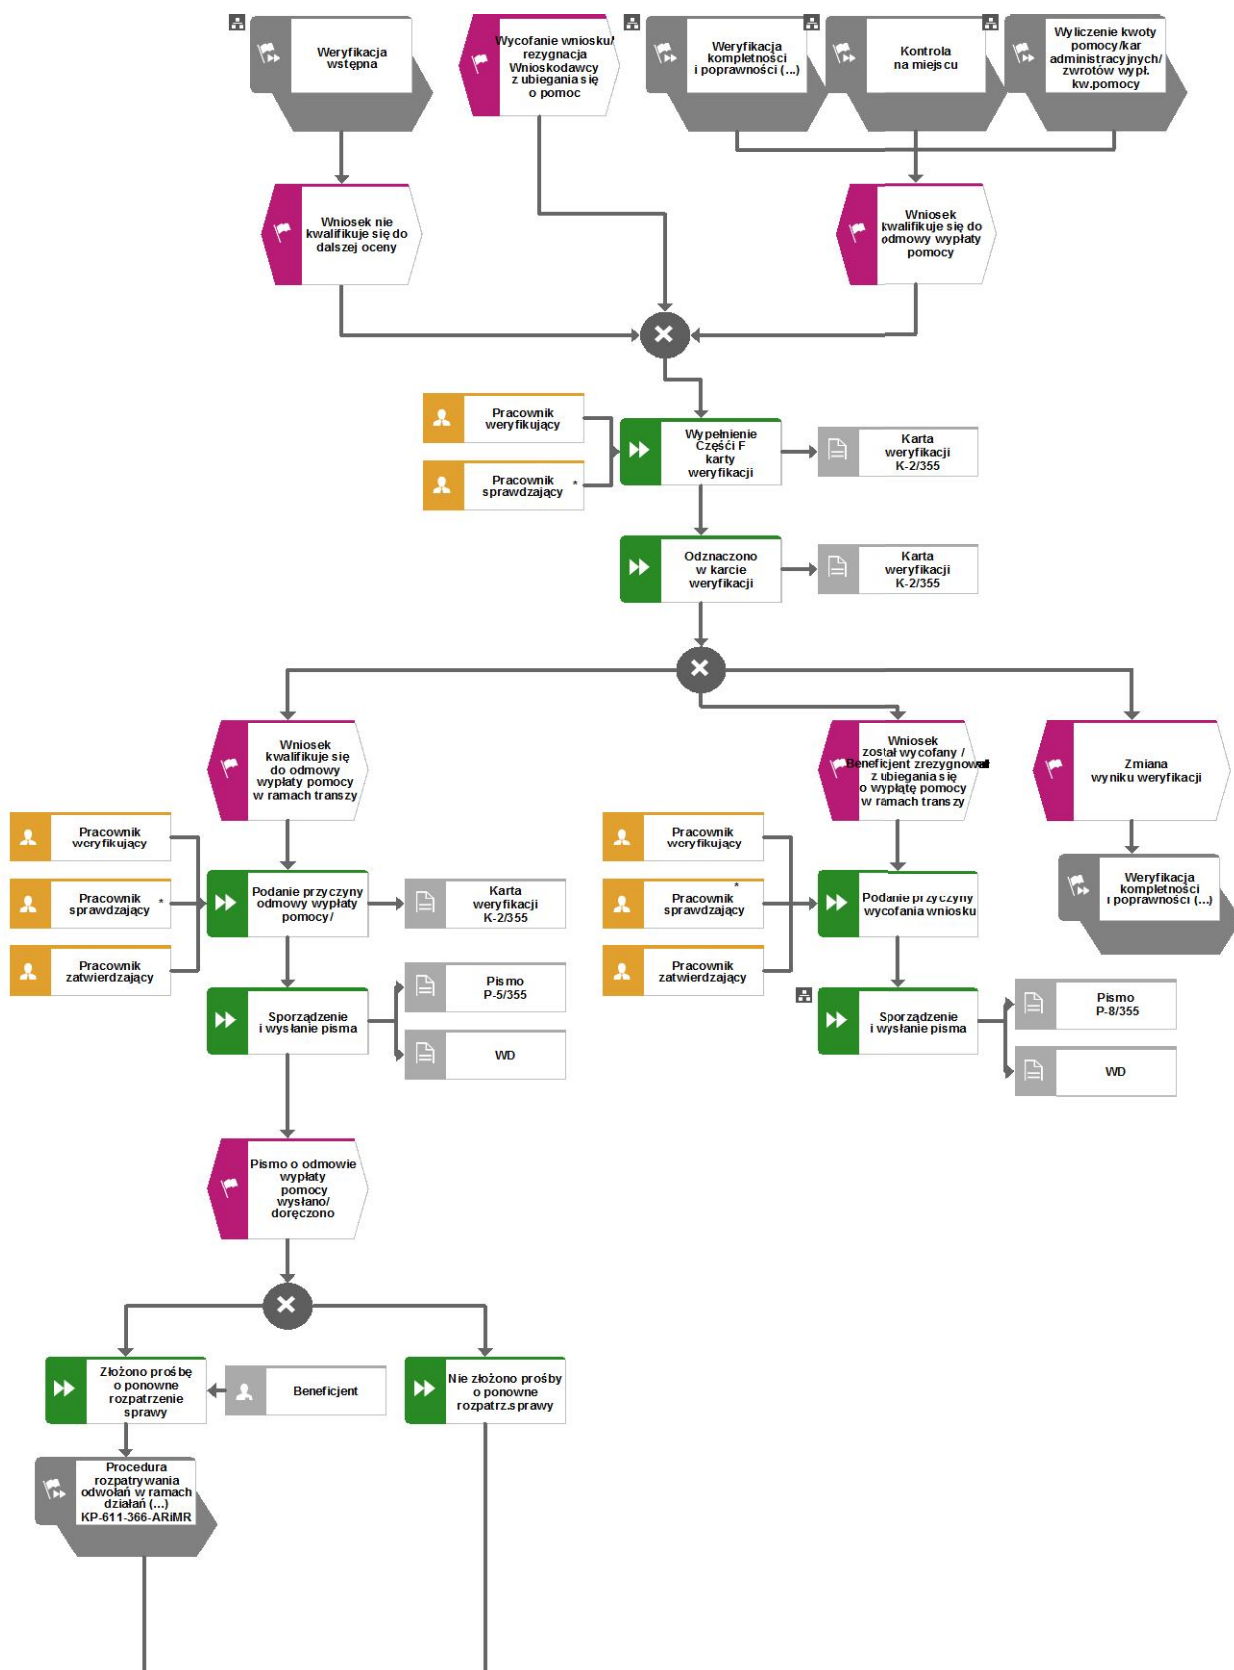 Weryfikacja
wstępna
Wycofanie wniosku/
rezygnacja
Wnioskodawcy
z ubiegania się
o pomoc
Weryfikacja
kompletności
i poprawności (...)
Kontrola
na miejscu
Wyliczenie kwoty
pomocy/kar
administracyjnych/
zwrotów wypł.
kw.pomocy
Wniosek nie
kwalifikuje się do
dalszej oceny
Wniosek
kwalifikuje się do
odmowy wypłaty
pomocy
Pracownik
weryfikujący
Pracownik
sprawdzający *
Wypełnienie
Częśći F
karty
weryfikacji
Karta
weryfikacji
K-2/355
Odznaczono
w karcie
weryfikacji
Karta
weryfikacji
K-2/355
Wniosek
kwalifikuje się
do odmowy
wypłaty pomocy
w ramach transzy
Wniosek
został wycofany /
Beneficjent zrezygnował
z ubiegania się
o wypłatę pomocy
w ramach transzy
Zmiana
wyniku weryfikacji
Pracownik
weryfikujący
Pracownik
sprawdzający *
Pracownik
zatwierdzający
Podanie przyczyny
odmowy wypłaty
pomocy/
Karta
weryfikacji
K-2/355
Pracownik
weryfikujący
Pracownik *
sprawdzający
Pracownik
zatwierdzający
Podanie przyczyny
wycofania wniosku
Weryfikacja
kompletności
i poprawności (...)
Sporządzenie
i wysłanie pisma
Pismo
P-5/355
WD
Sporządzenie
i wysłanie pisma
Pismo
P-8/355
WD
Pismo o odmowie
wypłaty
pomocy
wysłano/
doręczono
Złożono prośbę
o ponowne
rozpatrzenie
sprawy
Beneficjent
Nie złożono prośby
o ponowne
rozpatrz.sprawy
Procedura
rozpatrywania
odwołań w ramach
działań (...)
KP-611-366-ARiMR